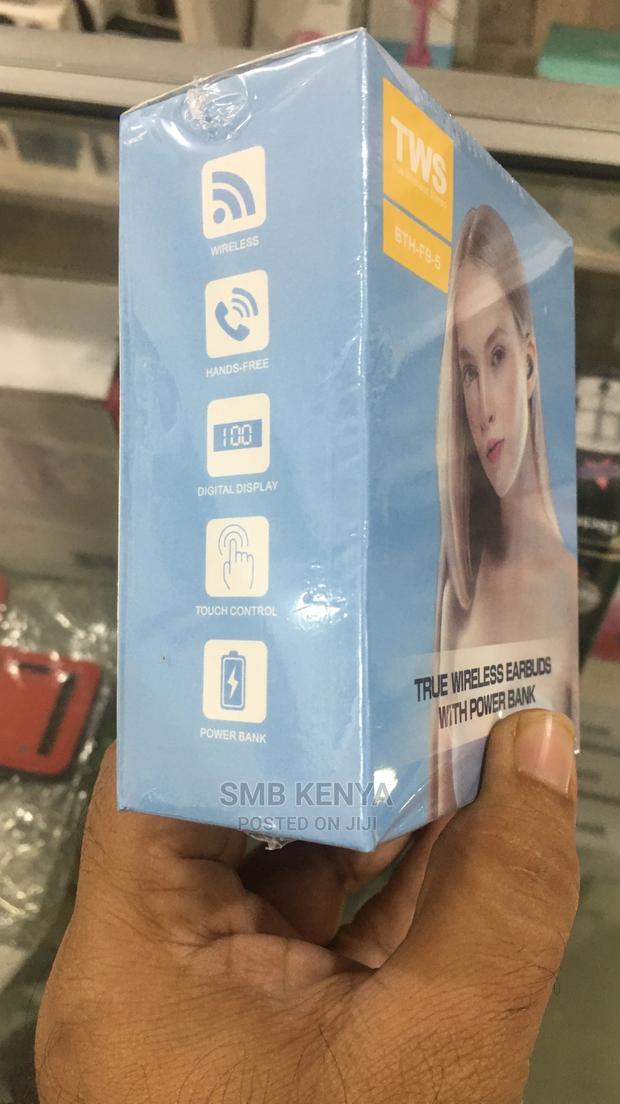 WIRELESS
HANDS-FREE
100
DIGITAL DISPLAY
TOUCH CONTROL
POWER BANK
TWS
BTH-F9-5
TRUE WIRELESS EARBUDS
WITH POWER BANK
SMB KENYA
POSTED ON JIJI